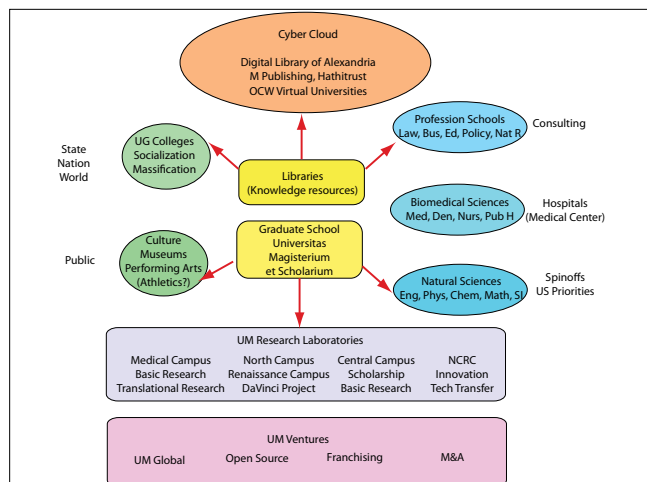 Cyber Cloud
Digital Library of Alexandria
M Publishing, Hathitrust
OCW Virtual Universities
State
Nation
World
UG Colleges
Socialization
Massification
Libraries
(Knowledge resources)
Profession Schools
Law, Bus, Ed, Policy, Nat R
Consulting
Biomedical Sciences
Med, Den, Nurs, Pub H
Hospitals
(Medical Center)
Public
Culture
Museums
Performing Arts
(Athletics?)
Graduate School
Universitas
Magisterium
et Scholarium
Natural Sciences
Eng, Phys, Chem, Math, SI
Spinoffs
US Priorities
UM Research Laboratories
Medical Campus
Basic Research
Translational Research
North Campus
Renaissance Campus
DaVinci Project
Central Campus
Scholarship
Basic Research
NCRC
Innovation
Tech Transfer
UM Ventures
UM Global
Open Source
Franchising
M&A